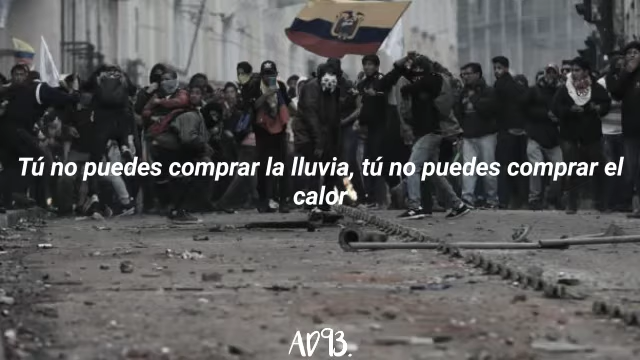 Tú no puedes comprar la lluvia, tú no puedes comprar el
calor
AD93.